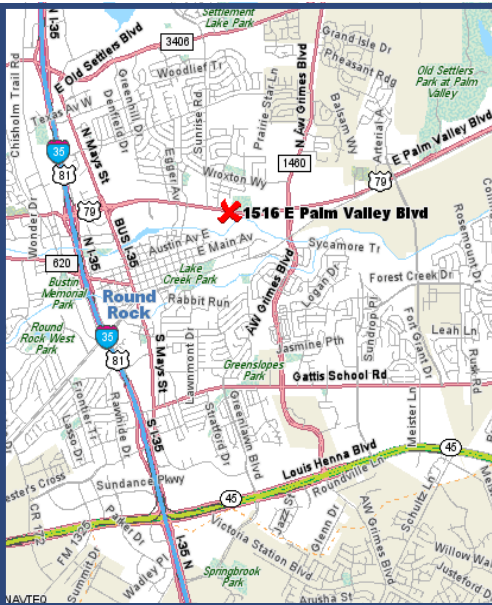 Settlement
Lake Park
N I-35
3406
Grand Isle Dr
Pheasant Rdg
Chisholm Trail Rd
E Old Settlers Blvd
Woodlief Tr
Greenhill Dr
Denfield Dr
Sunrise Rd
Prairie Star Ln
N AW Grimes Blvd
Balsam
Arterial A
Old Settlers
Park at Palm
Valley
Texas Av W
N Mays St
Egger Av
35
81
Wroxton Wy
1460
E Palm Valley Blvd
79
Wonder Dr
79
1516 E Palm Valley Blvd
Rosemount Dr
N I-35
BUS I-35
Austin Av E
E Main Av
Sycamore Tr
620
Bustin
Memorial
Park
Lake
Creek Park
Round
Rock
Rabbit Run
AW Grimes Blvd
Logan Dr
Forest Creek Dr
Round
Rock West
Park
35
81
S Mays St
Lawnmont Dr
Sundrop Pl
Fort Grant Dr
Leah Ln
Rusk Rd
Jasmine Pth
Greenslopes
Park
Gattis School Rd
Frontier Tr
Lasso Dr
Rawhide Dr
S I-35
Stratford Dr
Greenlawn Blvd
Meister Ln
Louis Henna Blvd
45
Sundance Pkwy
Roundville Ln
45
CR 172
FM 1325
Parker Dr
Jazz St
Glenn Dr
Schultz Ln
AW Grimes Blvd
Victoria Station Blvd
Summit Dr
Wadley Pl
I-35 N
Springbrook
Park
Willow
Justeford D
Arusha St
NAVTEQ